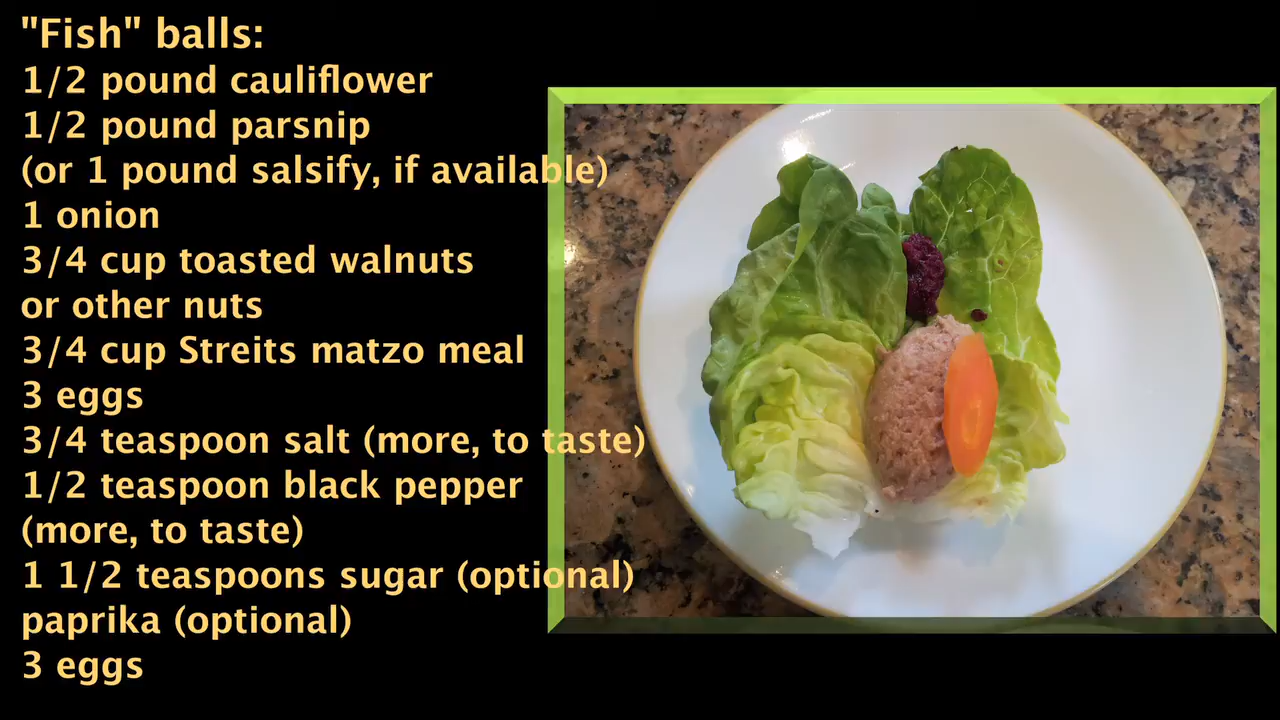 "Fish" balls:
1/2 pound cauliflower
1/2 pound parsnip
(or 1 pound salsify, if available)
1 onion
3/4 cup toasted walnuts
or other nuts
3/4 cup Streits matzo meal
3 eggs
3/4 teaspoon salt (more, to taste)
1/2 teaspoon black pepper
(more, to taste)
1 1/2 teaspoons sugar (optional)
paprika (optional)
3 eggs